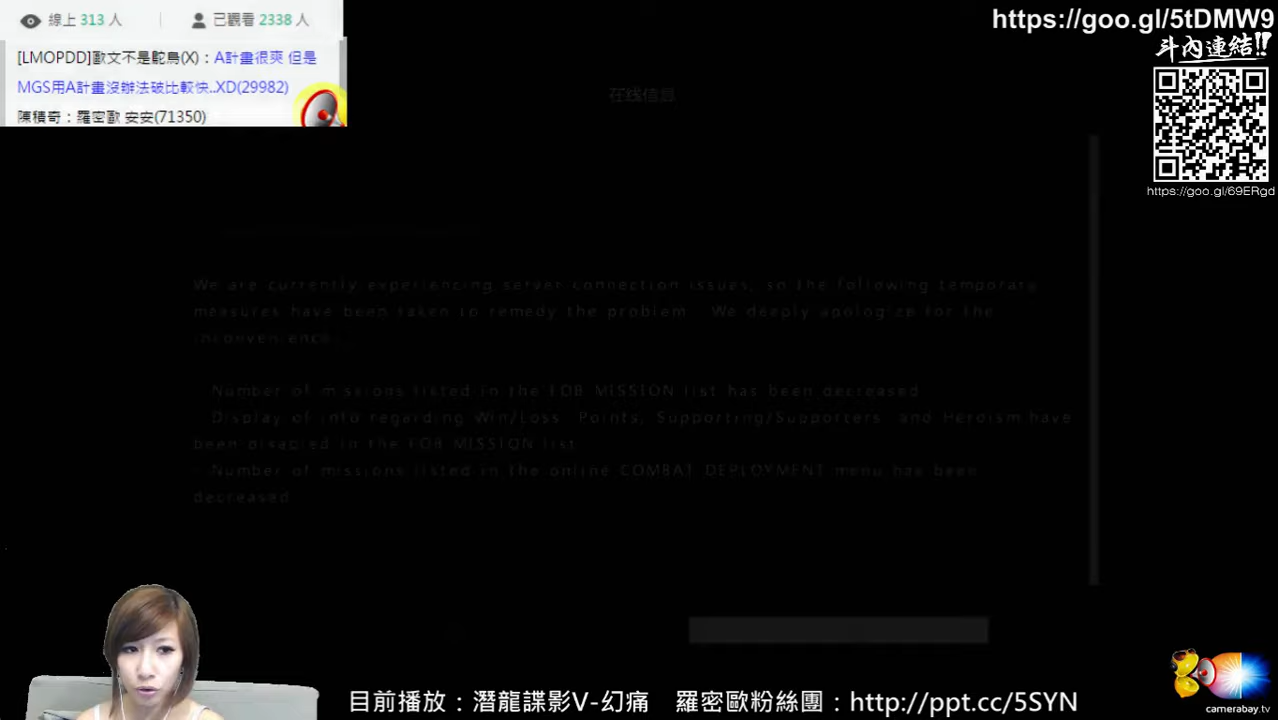 線上 313 人
已觀看 2338 人
[LMOPDD]歐文不是鴕鳥(X)：A計畫很爽 但是
MGS用A計畫沒辦法破比較快..XD(29982)
陳積奇：羅密歐 安安(71350)
https://goo.gl/5tDMW9
斗內連結!!
https://goo.gl/69ERgd
在线信息
We are currently experiencing server connection issues, so the following temporary
measures have been taken to remedy the problem. We deeply apologize for the
inconvenience.
Number of missions listed in the FOB MISSION list has been decreased
Display of info regarding Win/Loss, Points, Supporting/Supporters, and Heroism have
been disabled in the FOB MISSION list
- Number of missions listed in the online COMBAT DEPLOYMENT menu has been
decreased
目前播放：潛龍諜影V-幻痛 羅密歐粉絲團：http://ppt.cc/5SYN
camerabay.tv